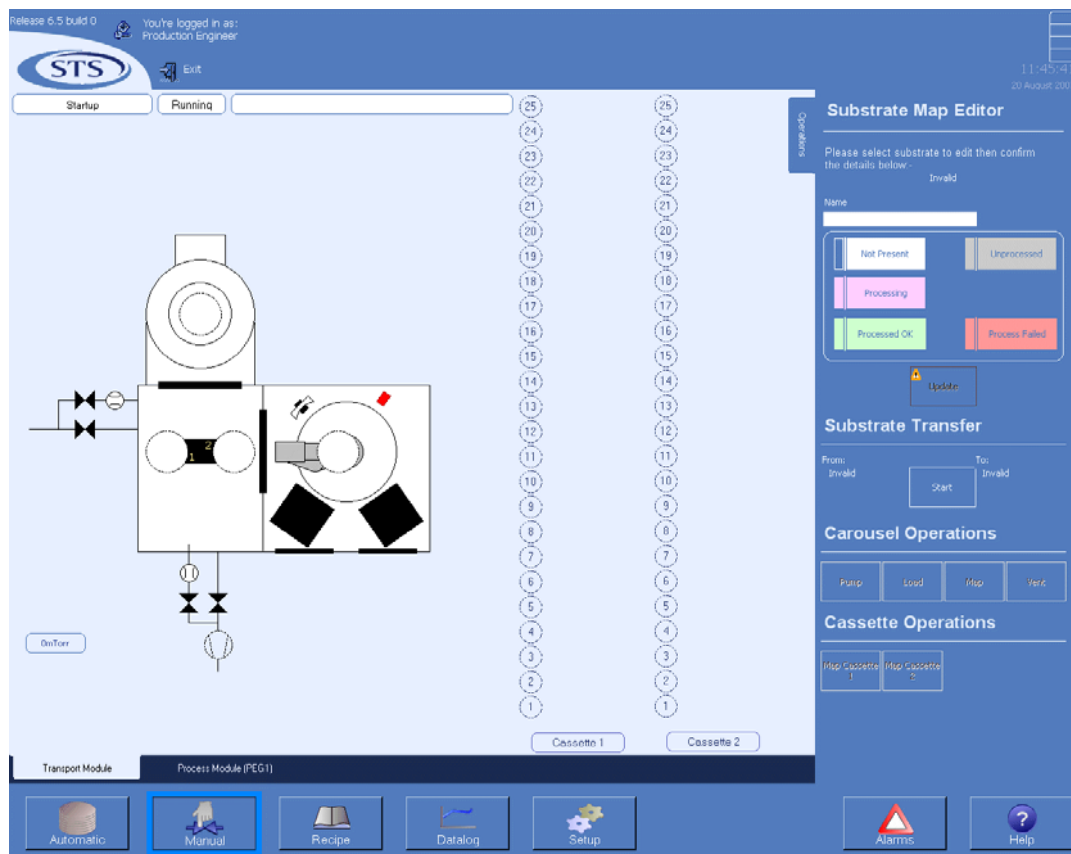 Release 6.5 build 0
You're logged in as:
Production Engineer
STS
Exit
11:45:4
20 August 200
Startup
Running
Operations
25
24
23
22
21
20
19
18
17
16
15
14
13
12
11
10
9
8
7
6
5
4
3
2
1
Cassette 1
25
24
23
22
21
20
19
18
17
16
15
14
13
12
11
10
9
8
7
6
5
4
3
2
1
Cassette 2
2
1
0mTorr
Substrate Map Editor
Please select substrate to edit then confirm
the details below:-
Invalid
Name
Not Present
Unprocessed
Processing
Processed OK
Process Failed
Update
Substrate Transfer
From:
To:
Invalid
Invalid
Start
Carousel Operations
Pump
Load
Map
Vent
Cassette Operations
Map Cassette
1
Map Cassette
2
Transport Module
Process Module (PEG1)
Automatic
Manual
Recipe
Datalog
Setup
Alarms
Help